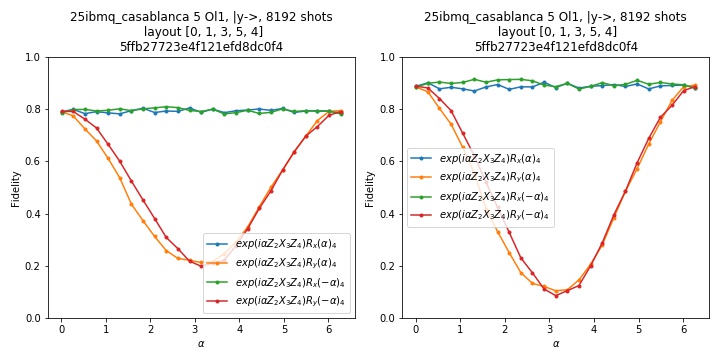 25ibmq_casablanca 5 Ol1, |y->, 8192 shots
layout [0, 1, 3, 5, 4]
5ffb27723e4f121efd8dc0f4
1.0
0.8
0.6
0.4
0.2
0.0
Fidelity
0 1 2 3 4 5 6
α
exp(iαZ₂X₃Z₄)Rₓ(α)₄
exp(iαZ₂X₃Z₄)Rᵧ(α)₄
exp(iαZ₂X₃Z₄)Rₓ(−α)₄
exp(iαZ₂X₃Z₄)Rᵧ(−α)₄
25ibmq_casablanca 5 Ol1, |y->, 8192 shots
layout [0, 1, 3, 5, 4]
5ffb27723e4f121efd8dc0f4
1.0
0.8
0.6
0.4
0.2
0.0
Fidelity
0 1 2 3 4 5 6
α
exp(iαZ₂X₃Z₄)Rₓ(α)₄
exp(iαZ₂X₃Z₄)Rᵧ(α)₄
exp(iαZ₂X₃Z₄)Rₓ(−α)₄
exp(iαZ₂X₃Z₄)Rᵧ(−α)₄